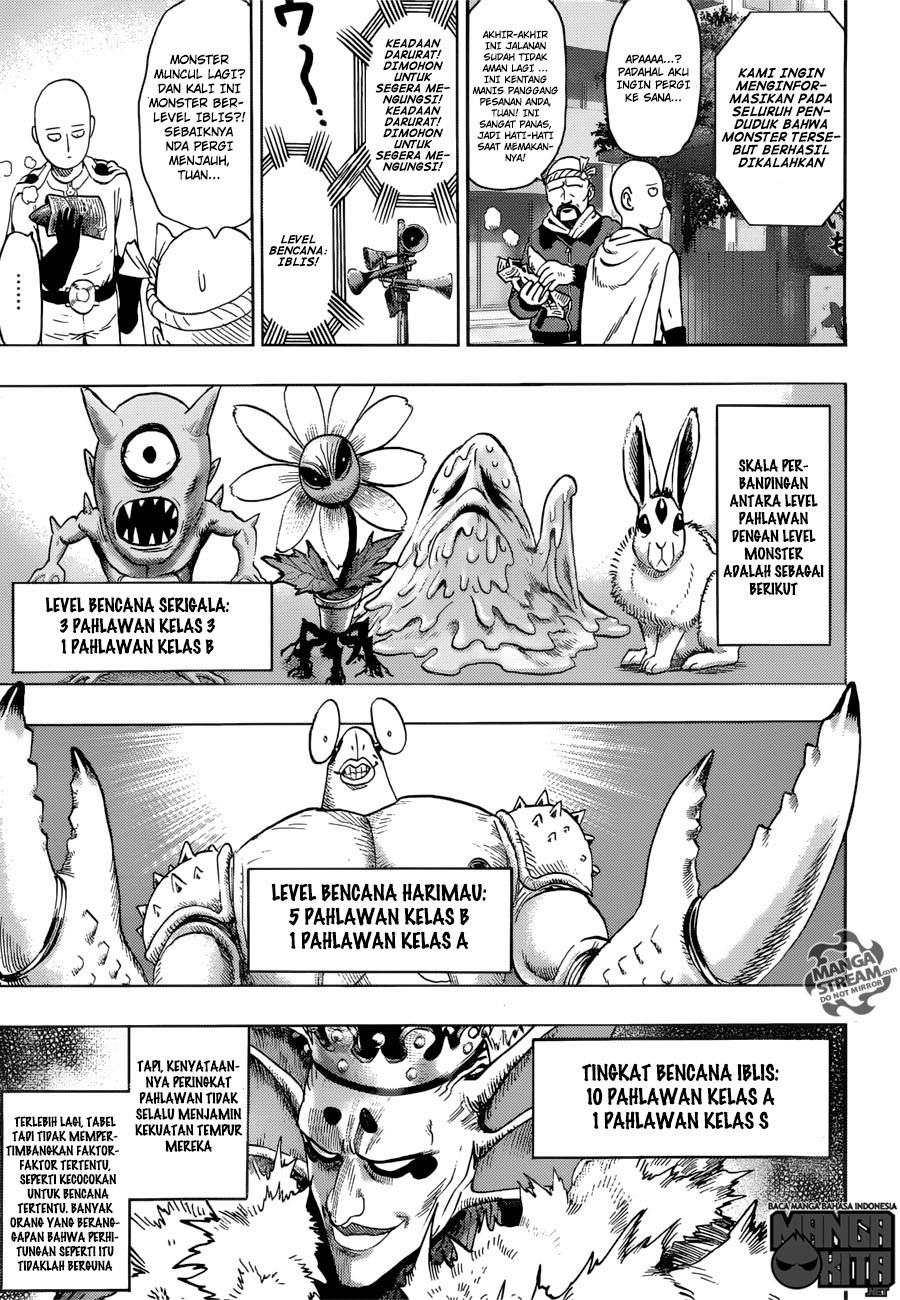 KAMI INGIN
MENGINFOR-
MASIKAN PADA
SELURUH PEN-
DUDUK BAHWA
MONSTER TERSE-
BUT BERHASIL
DIKALAHKAN
APAAAA...?
PADAHAL AKU
INGIN PERGI
KE SANA...
AKHIR-AKHIR
INI JALANAN
SUDAH TIDAK
AMAN LAGI ...
INI KENTANG
MANIS PANGGANG
PESANAN ANDA,
TUAN! INI
SANGAT PANAS,
JADI HATI-HATI
SAAT MEMAKAN-
NYA!
ウ〜〜
KEADAAN
DARURAT!
DIMOHON
UNTUK
SEGERA ME-
NGUNGSI!
KEADAAN
DARURAT!
DIMOHON
UNTUK
SEGERA ME-
NGUNGSI!
LEVEL
BENCANA:
IBLIS!
MONSTER
MUNCUL LAGI?
DAN KALI INI
MONSTER BER-
LEVEL IBLIS?!
SEBAIKNYA
NDA PERGI
MENJAUH,
TUAN...
........
SKALA PER-
BANDINGAN
ANTARA LEVEL
PAHLAWAN
DENGAN LEVEL
MONSTER
ADALAH SEBAGAI
BERIKUT
LEVEL BENCANA SERIGALA:
3 PAHLAWAN KELAS 3
1 PAHLAWAN KELAS B
LEVEL BENCANA HARIMAU:
5 PAHLAWAN KELAS B
1 PAHLAWAN KELAS A
MANGA
STREAM.com
DO NOT MIRROR
TINGKAT BENCANA IBLIS:
10 PAHLAWAN KELAS A
1 PAHLAWAN KELAS S
TAPI, KENYATAAN-
NYA PERINGKAT
PAHLAWAN TIDAK
SELALU MENJAMIN
KEKUATAN TEMPUR
MEREKA
TERLEBIH LAGI, TABEL
TADI TIDAK MEMPER-
TIMBANGKAN FAKTOR-
FAKTOR TERTENTU,
SEPERTI KECOCOKAN
UNTUK BENCANA
TERTENTU. BANYAK
ORANG YANG BERANG-
GAPAN BAHWA PERHI-
TUNGAN SEPERTI ITU
TIDAKLAH BERGUNA
BACA MANGA BAHASA INDONESIA
MANGA
KITA
.NET